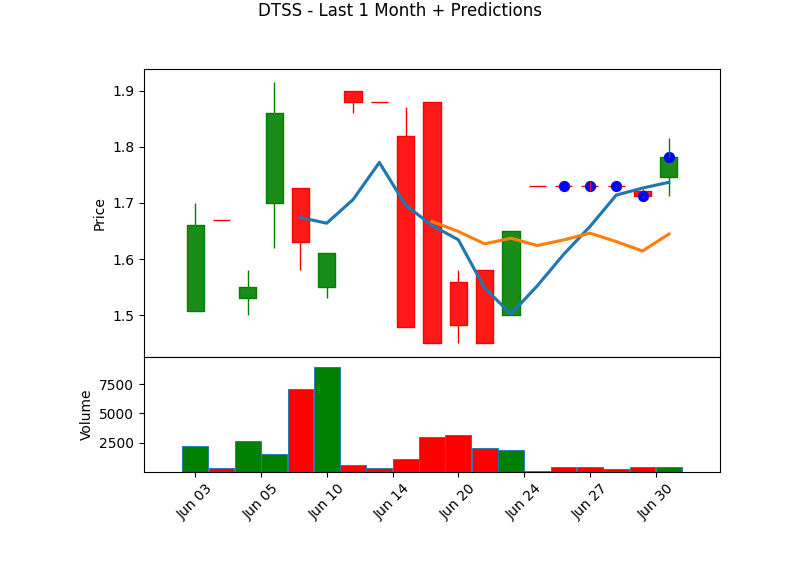 DTSS - Last 1 Month + Predictions
1.9
1.8
1.7
1.6
1.5
Price
7500
5000
2500
Volume
Jun 03
Jun 05
Jun 10
Jun 14
Jun 20
Jun 24
Jun 27
Jun 30